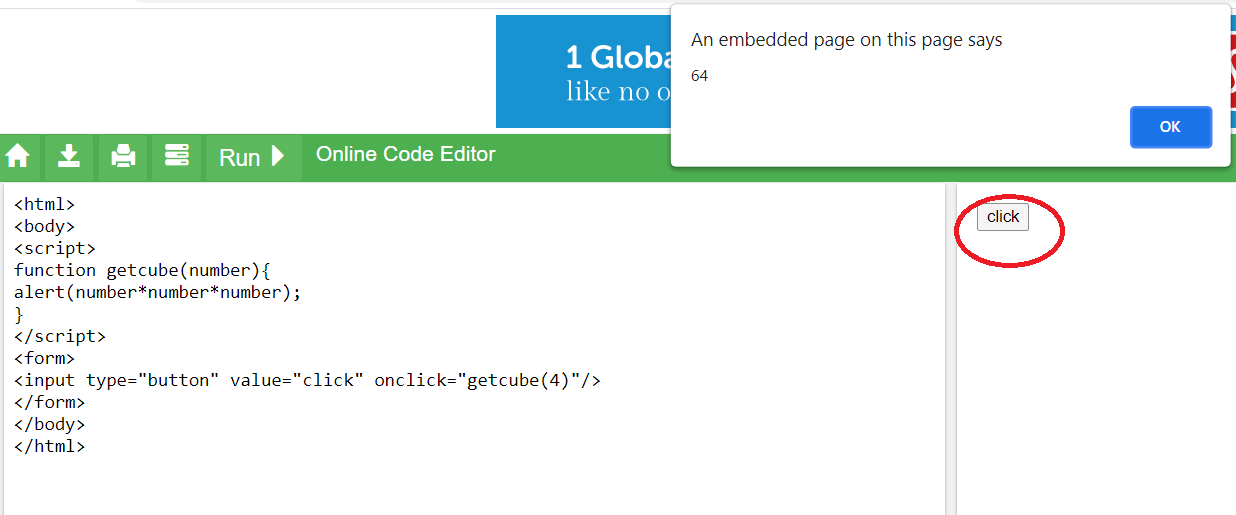 1 Globa
like no o
An embedded page on this page says
64
OK
Run
Online Code Editor
<html>
<body>
<script>
function getcube(number){
alert(number*number*number);
}
</script>
<form>
<input type="button" value="click" onclick="getcube(4)"/>
</form>
</body>
</html>
click